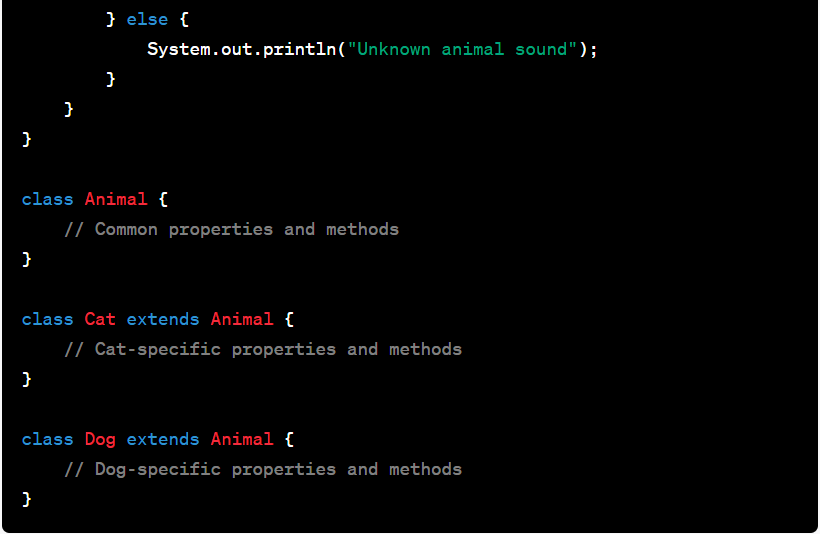 } else {
            System.out.println("Unknown animal sound");
        }
    }
}

class Animal {
    // Common properties and methods
}

class Cat extends Animal {
    // Cat-specific properties and methods
}

class Dog extends Animal {
    // Dog-specific properties and methods
}